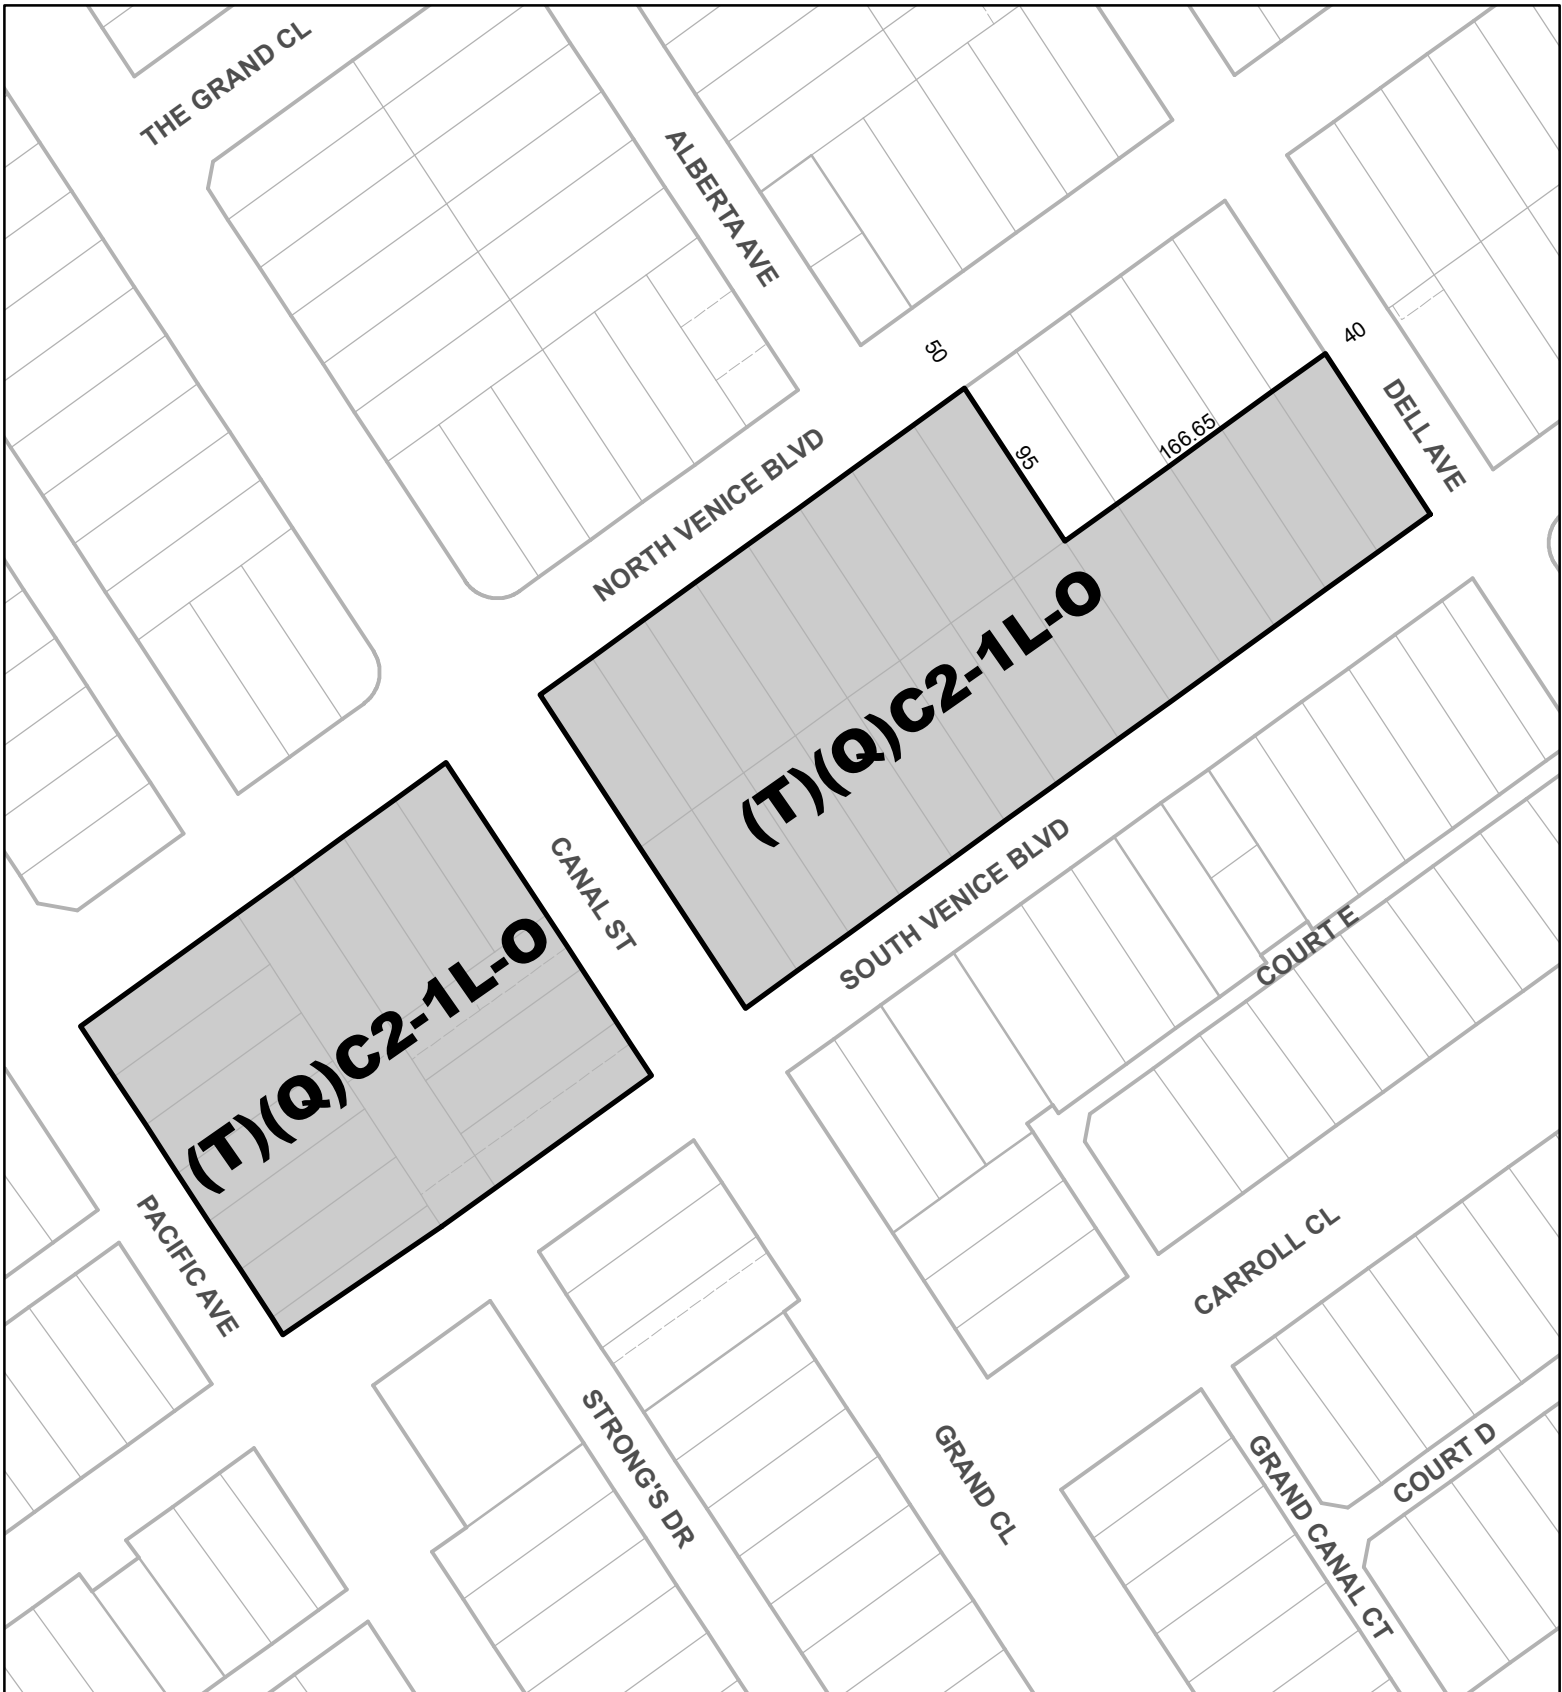 THE GRAND CL
ALBERTA AVE
50
40
DELL AVE
95
166.65
NORTH VENICE BLVD
(T)(Q)C2-1L-O
CANAL ST
SOUTH VENICE BLVD
COURT E
(T)(Q)C2-1L-O
PACIFIC AVE
CARROLL CL
STRONG'S DR
GRAND CL
GRAND CANAL CT
COURT D